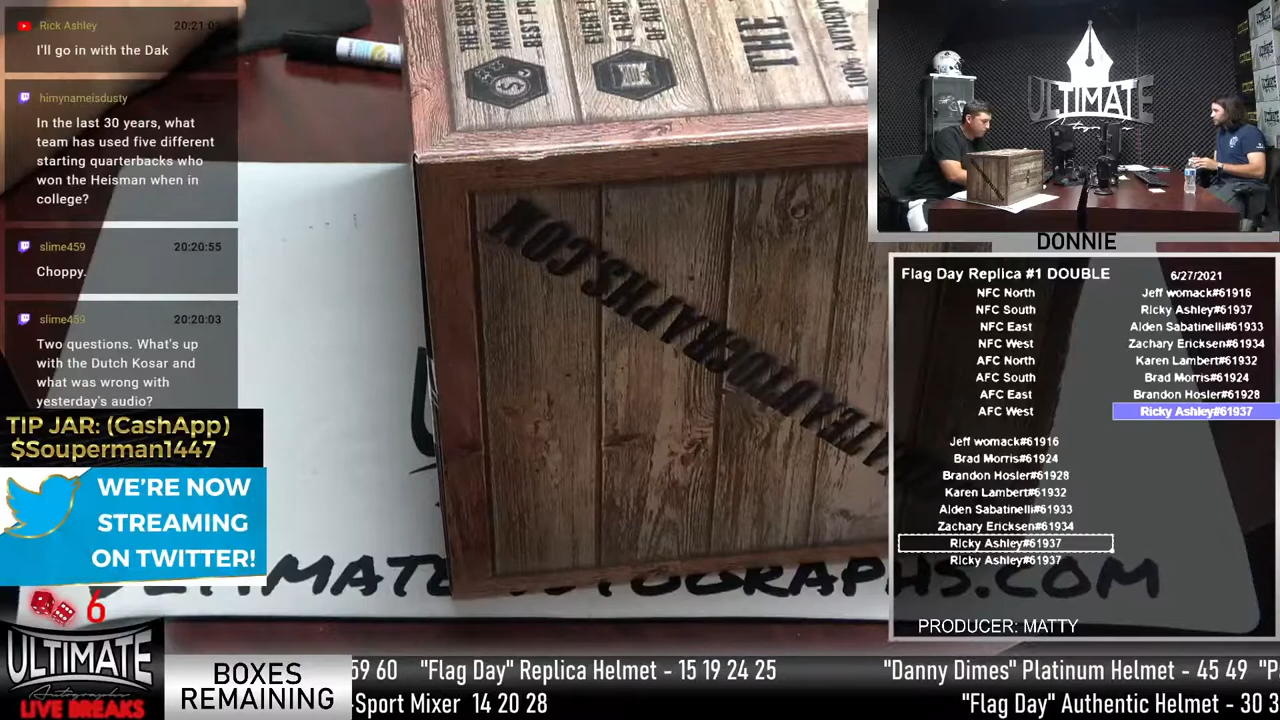 Rick Ashley 20:21:0
I'll go in with the Dak
himynameisdusty
In the last 30 years, what
team has used five different
starting quarterbacks who
won the Heisman when in
college?
slime459 20:20:55
Choppy.
slime459 20:20:03
Two questions. What's up
with the Dutch Kosar and
what was wrong with
yesterday's audio?
TIP JAR: (CashApp)
$Souperman1447
WE'RE NOW
STREAMING
ON TWITTER!
6
ULTIMATE
Autographs
LIVE BREAKS
BOXES
REMAINING
59 60 "Flag Day" Replica Helmet - 15 19 24 25 "Danny Dimes" Platinum Helmet - 45 49 "P
-Sport Mixer 14 20 28 "Flag Day" Authentic Helmet - 30 3
THE
100%
ULTIMATE
Autographs
DONNIE
Flag Day Replica #1 DOUBLE 6/27/2021
NFC North Jeff womack#61916
NFC South Ricky Ashley#61937
NFC East Alden Sabatinelli#61933
NFC West Zachary Ericksen#61934
AFC North Karen Lambert#61932
AFC South Brad Morris#61924
AFC East Brandon Hosler#61928
AFC West Ricky Ashley#61937
Jeff womack#61916
Brad Morris#61924
Brandon Hosler#61928
Karen Lambert#61932
Alden Sabatinelli#61933
Zachary Ericksen#61934
Ricky Ashley#61937
Ricky Ashley#61937
PRODUCER: MATTY